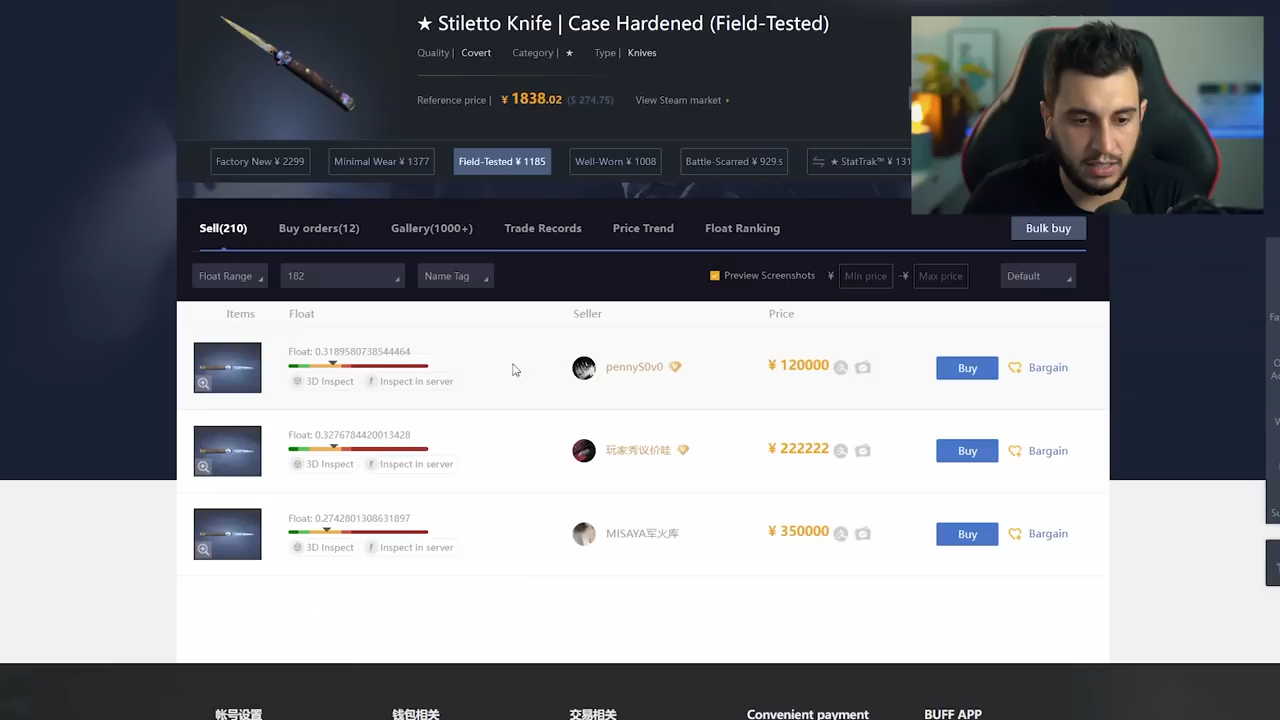 ★ Stiletto Knife | Case Hardened (Field-Tested)
Quality | Covert Category | ★ Type | Knives
Reference price | ¥ 1838.02 ($ 274.75) View Steam market
Factory New ¥ 2299 Minimal Wear ¥ 1377 Field-Tested ¥ 1185 Well-Worn ¥ 1008 Battle-Scarred ¥ 929.5 ★ StatTrak™ ¥ 131
Sell(210) Buy orders(12) Gallery(1000+) Trade Records Price Trend Float Ranking Bulk buy
Float Range 182 Name Tag Preview Screenshots ¥ Min price -¥ Max price Default
Items Float Seller Price
Float: 0.3189580738544464
3D Inspect Inspect in server
pennyS0v0 ¥ 120000 Buy Bargain
Float: 0.3276784420013428
3D Inspect Inspect in server
玩家秀议价哇 ¥ 222222 Buy Bargain
Float: 0.2742801308631897
3D Inspect Inspect in server
MISAYA军火库 ¥ 350000 Buy Bargain
帐号设置 钱包相关 交易相关 Convenient payment BUFF APP